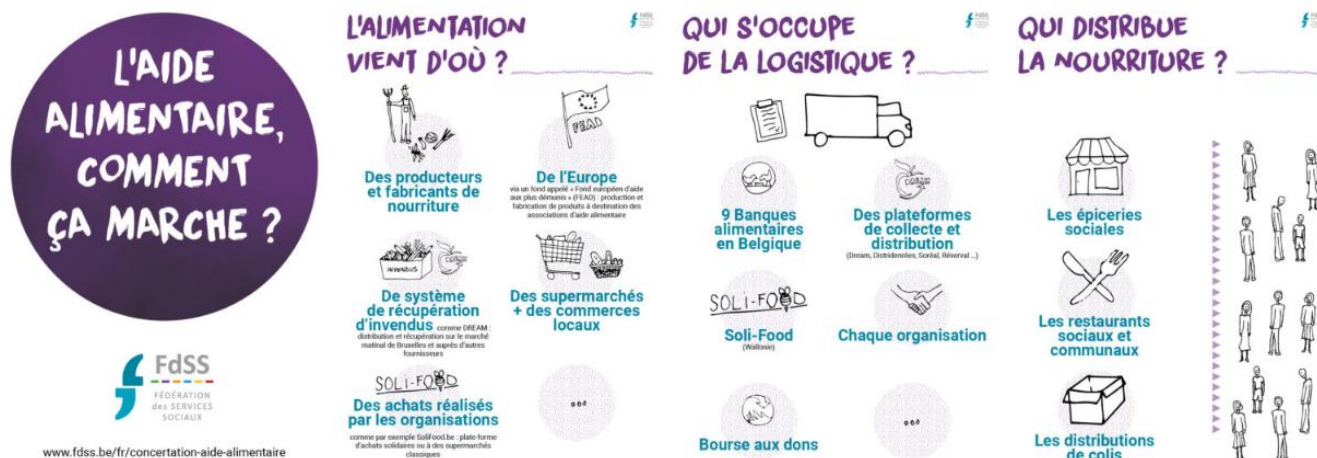 L'AIDE
ALIMENTAIRE,
COMMENT
ÇA MARCHE ?
FdSS
FÉDÉRATION
des SERVICES
SOCIAUX
www.fdss.be/fr/concertation-aide-alimentaire
L'ALIMENTATION
VIENT D'OÙ ?
Des producteurs
et fabricants de
nourriture
FEAD
De l'Europe
via un fond appelé « Fond européen d'aide
aux plus démunis » (FEAD) : production et
fabrication de produits à destination des
associations d'aide alimentaire
INVENDUS
De système
de récupération
d'invendus comme DREAM :
distribution et récupération sur le marché
matinal de Bruxelles et auprès d'autres
fournisseurs
Des supermarchés
+ des commerces
locaux
SOLI-FOOD
Des achats réalisés
par les organisations
comme par exemple SoliFood.be : plate-forme
d'achats solidaires ou à des supermarchés
classiques
...
QUI S'OCCUPE
DE LA LOGISTIQUE ?
9 Banques
alimentaires
en Belgique
Des plateformes
de collecte et
distribution
(Dream, Distridenrées, Soréal, Réverval ...)
SOLI-FOOD
Soli-Food
(Wallonie)
Chaque organisation
Bourse aux dons
...
QUI DISTRIBUE
LA NOURRITURE ?
Les épiceries
sociales
Les restaurants
sociaux et
communaux
Les distributions
de colis